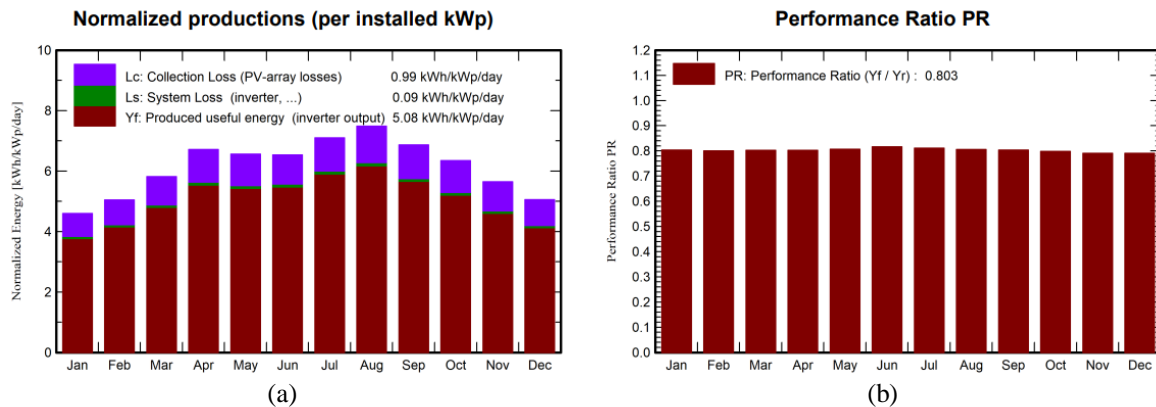 Normalized productions (per installed kWp)
Normalized Energy [kWh/kWp/day]
10
8
6
4
2
0
Lc: Collection Loss (PV-array losses) 0.99 kWh/kWp/day
Ls: System Loss (inverter, ...) 0.09 kWh/kWp/day
Yf: Produced useful energy (inverter output) 5.08 kWh/kWp/day
Jan Feb Mar Apr May Jun Jul Aug Sep Oct Nov Dec
(a)
Performance Ratio PR
Performance Ratio PR
1.2
1.1
1.0
0.9
0.8
0.7
0.6
0.5
0.4
0.3
0.2
0.1
0.0
PR: Performance Ratio (Yf / Yr) : 0.803
Jan Feb Mar Apr May Jun Jul Aug Sep Oct Nov Dec
(b)